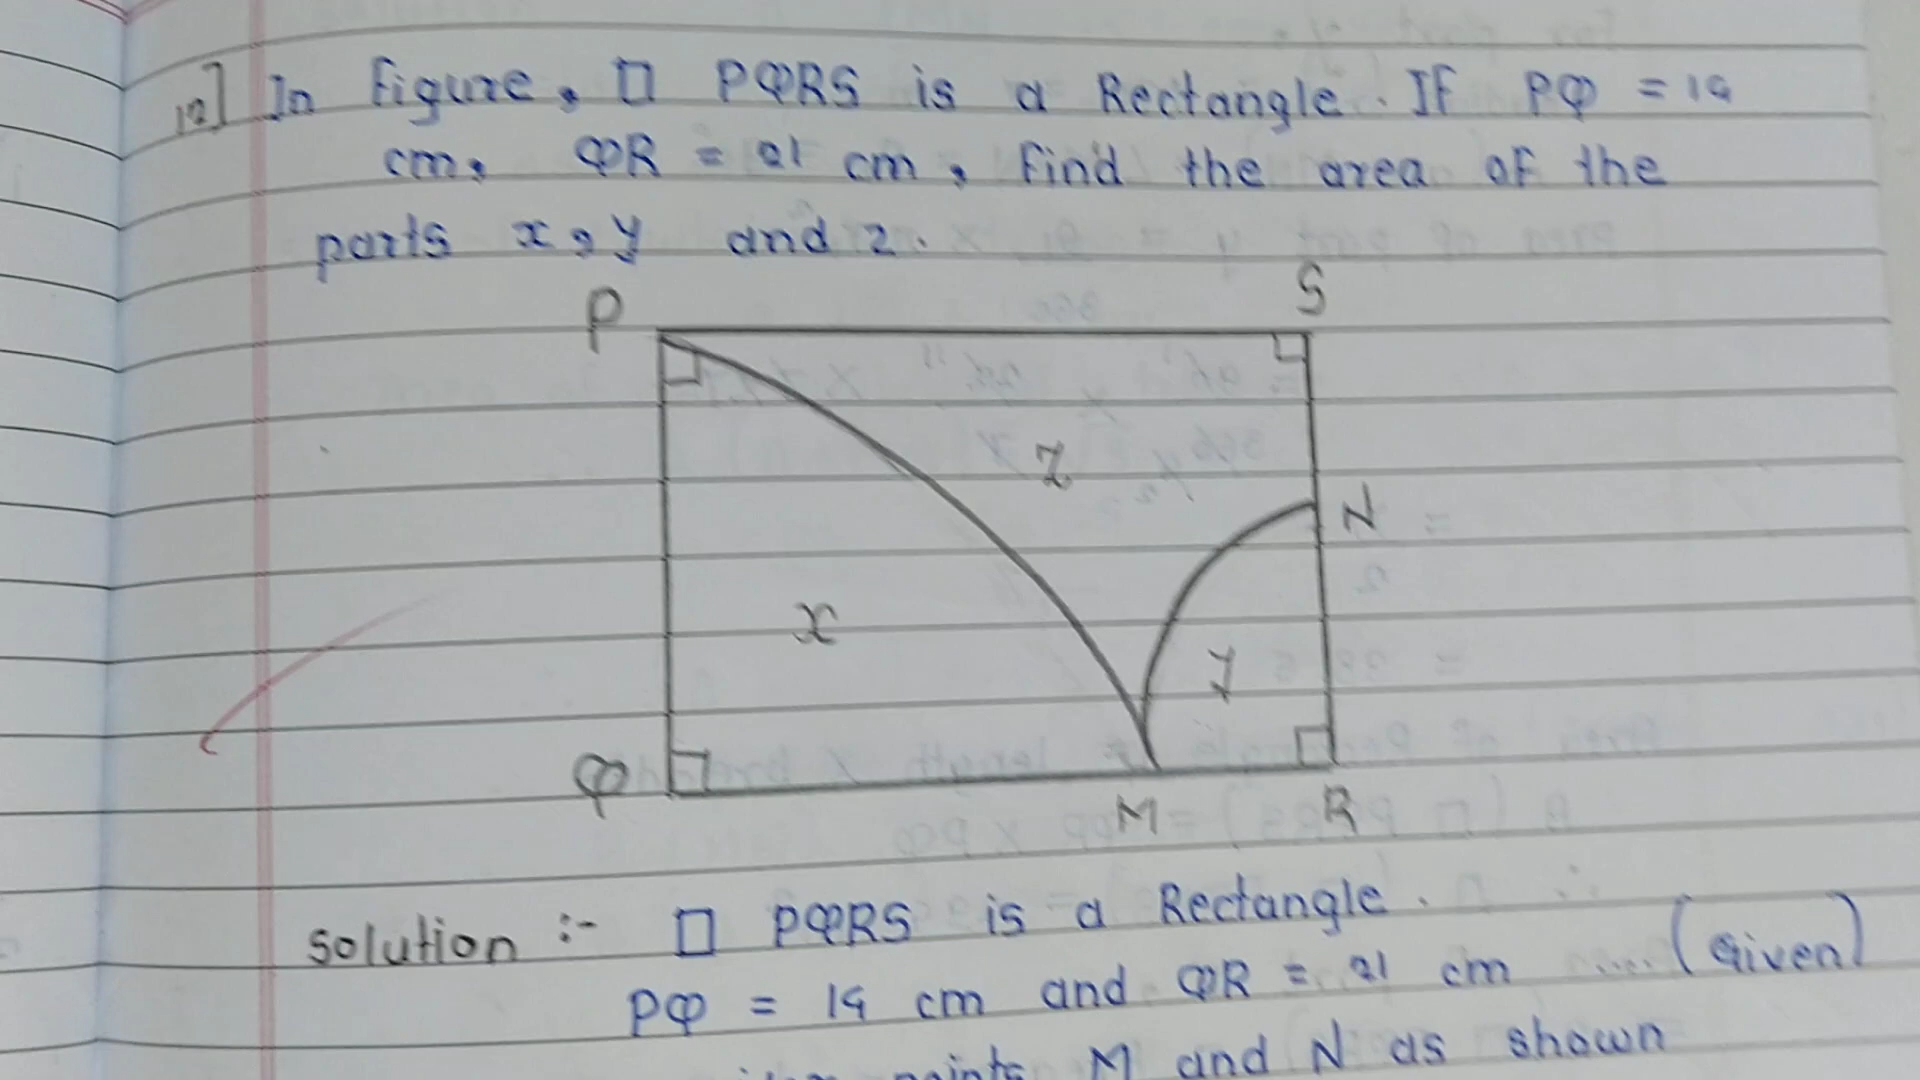 12] In Figure, □ PQRS is a Rectangle. IF PQ = 14
cm, QR = 21 cm, Find the area of the
parts x, y and z.
P
S
z
N
x
y
Q
M
R
Solution :- □ PQRS is a Rectangle.
PQ = 14 cm and QR = 21 cm .... (Given)
points M and N as shown